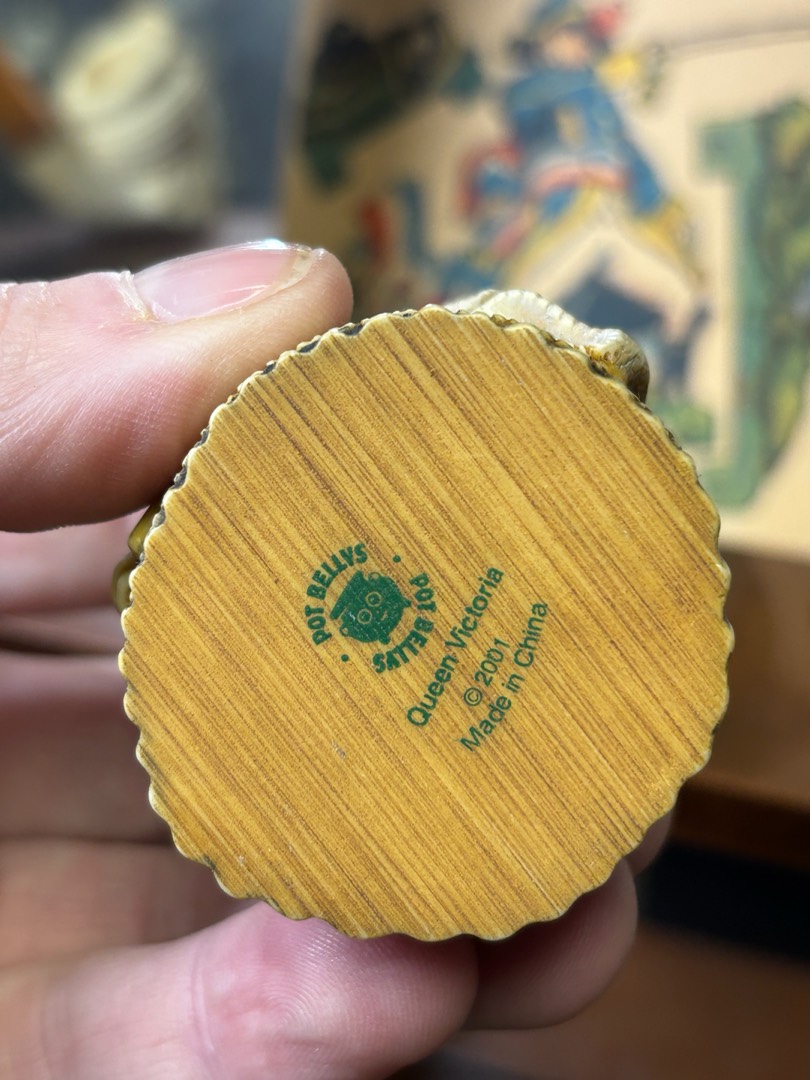 POT BELLYS
POT BELLYS
Queen Victoria
© 2001
Made in China.